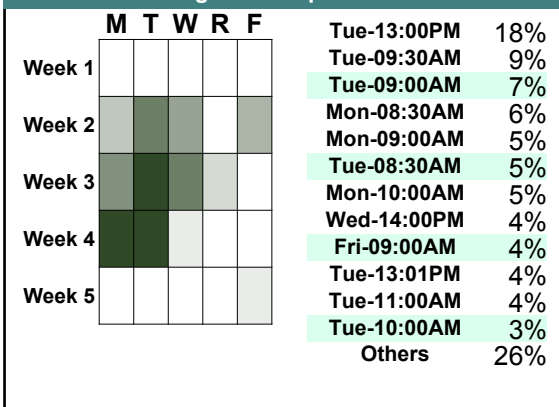 M T W R F
Week 1
Week 2
Week 3
Week 4
Week 5
Tue-13:00PM 18%
Tue-09:30AM 9%
Tue-09:00AM 7%
Mon-08:30AM 6%
Mon-09:00AM 5%
Tue-08:30AM 5%
Mon-10:00AM 5%
Wed-14:00PM 4%
Fri-09:00AM 4%
Tue-13:01PM 4%
Tue-11:00AM 4%
Tue-10:00AM 3%
Others 26%